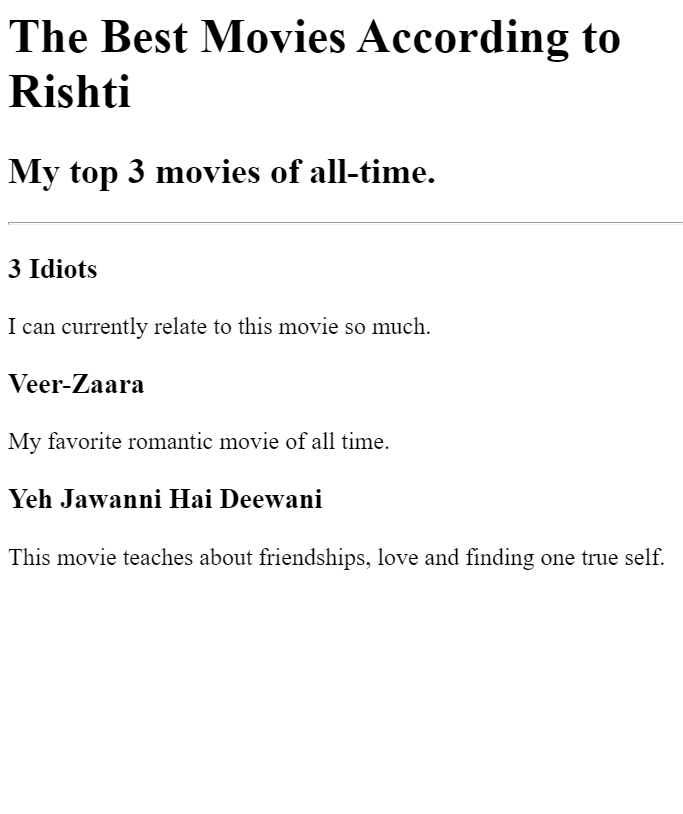 The Best Movies According to
Rishti
My top 3 movies of all-time.
3 Idiots
I can currently relate to this movie so much.
Veer-Zaara
My favorite romantic movie of all time.
Yeh Jawanni Hai Deewani
This movie teaches about friendships, love and finding one true self.